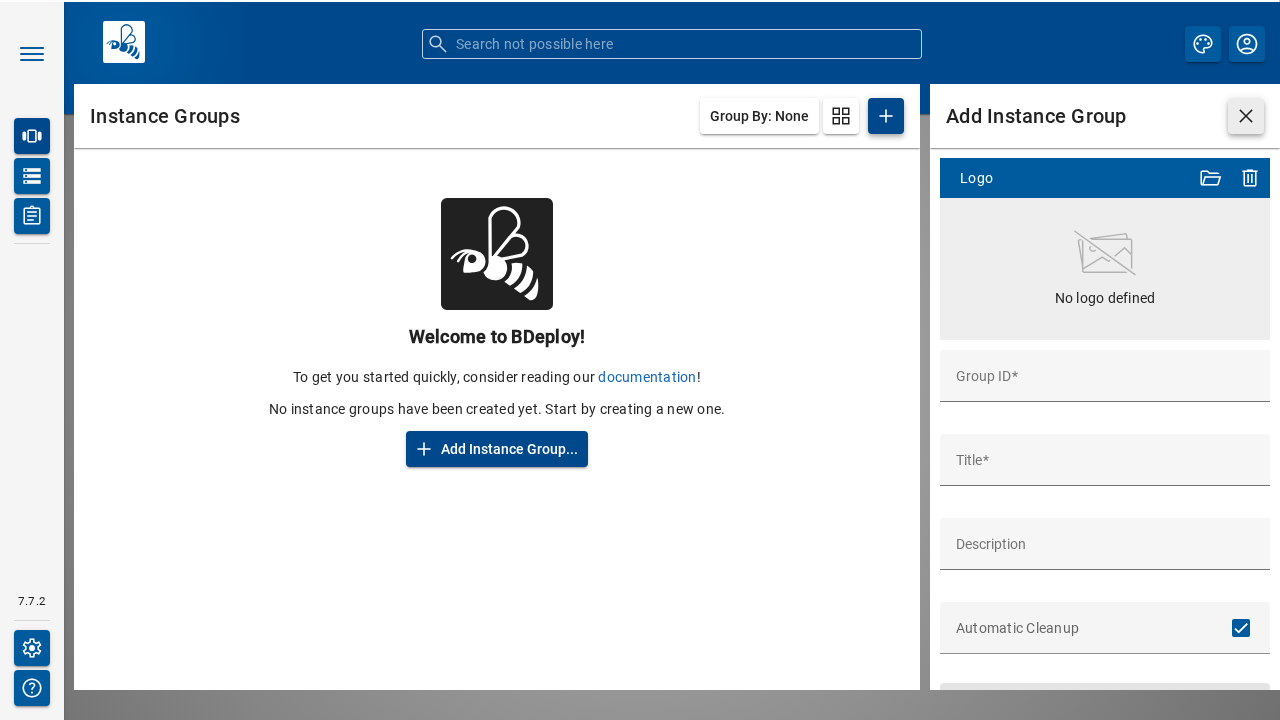 Search not possible here
Instance Groups
Group By: None
Welcome to BDeploy!
To get you started quickly, consider reading our documentation!
No instance groups have been created yet. Start by creating a new one.
Add Instance Group...
Add Instance Group
Logo
No logo defined
Group ID*
Title*
Description
Automatic Cleanup
7.7.2